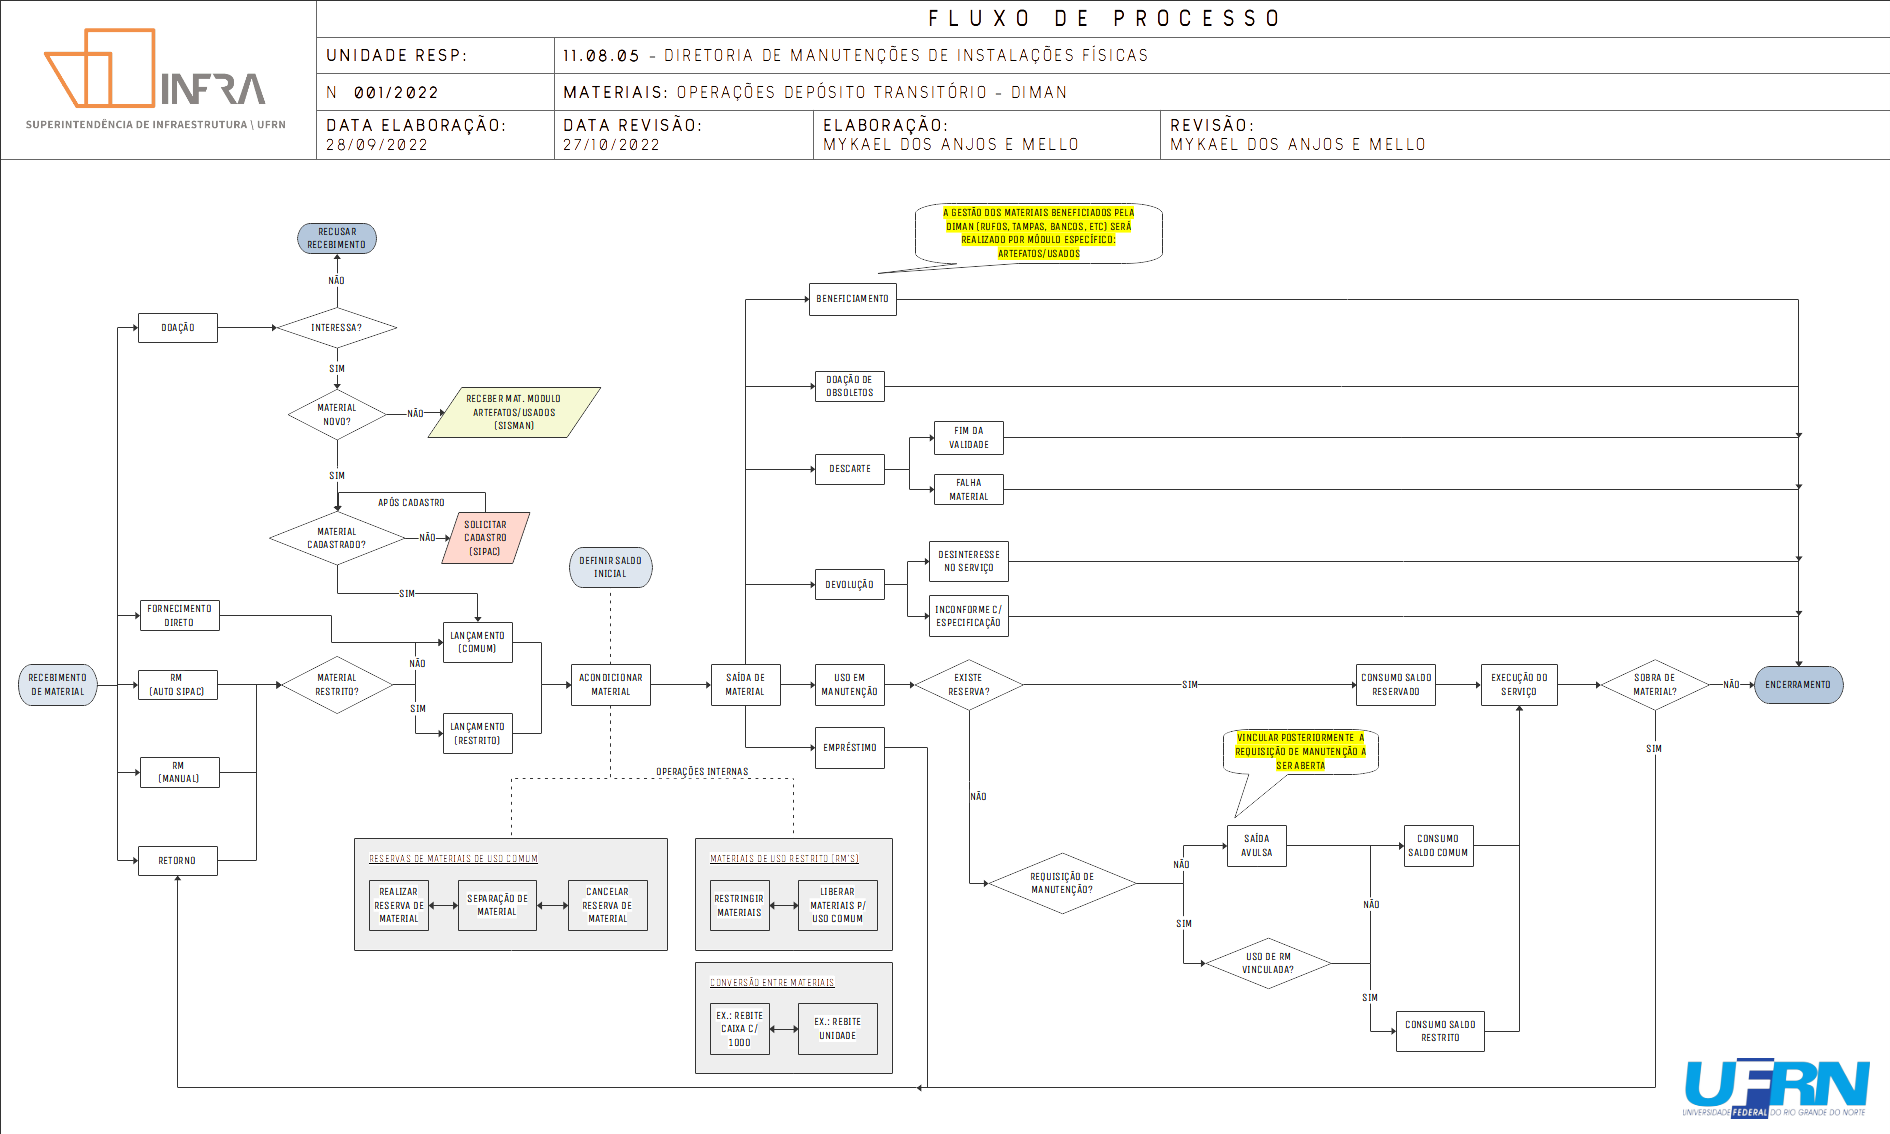 FLUXO DE PROCESSO
INFRA
SUPERINTENDÊNCIA DE INFRAESTRUTURA \ UFRN
UNIDADE RESP:
11.08.05 - DIRETORIA DE MANUTENÇÕES DE INSTALAÇÕES FÍSICAS
N 001/2022
MATERIAIS: OPERAÇÕES DEPÓSITO TRANSITÓRIO - DIMAN
DATA ELABORAÇÃO:
28/09/2022
DATA REVISÃO:
27/10/2022
ELABORAÇÃO:
MYKAEL DOS ANJOS E MELLO
REVISÃO:
MYKAEL DOS ANJOS E MELLO
RECUSAR
RECEBIMENTO
NÃO
DOAÇÃO
INTERESSA?
SIM
MATERIAL
NOVO?
NÃO
RECEBER MAT. MODULO
ARTEFATOS/USADOS
(SISMAN)
SIM
APÓS CADASTRO
MATERIAL
CADASTRADO?
NÃO
SOLICITAR
CADASTRO
(SIPAC)
SIM
FORNECIMENTO
DIRETO
LANÇAMENTO
(COMUM)
RECEBIMENTO
DE MATERIAL
RM
(AUTO SIPAC)
MATERIAL
RESTRITO?
NÃO
SIM
LANÇAMENTO
(RESTRITO)
RM
(MANUAL)
RETORNO
DEFINIR SALDO
INICIAL
ACONDICIONAR
MATERIAL
OPERAÇÕES INTERNAS
RESERVAS DE MATERIAIS DE USO COMUM
REALIZAR
RESERVA DE
MATERIAL
SEPARAÇÃO DE
MATERIAL
CANCELAR
RESERVA DE
MATERIAL
MATERIAIS DE USO RESTRITO (RM'S)
RESTRINGIR
MATERIAIS
LIBERAR
MATERIAIS P/
USO COMUM
CONVERSÃO ENTRE MATERIAIS
EX.: REBITE
CAIXA C/
1000
EX.: REBITE
UNIDADE
A GESTÃO DOS MATERIAIS BENEFICIADOS PELA
DIMAN (RUFOS, TAMPAS, BANCOS, ETC) SERÁ
REALIZADO POR MÓDULO ESPECÍFICO:
ARTEFATOS/USADOS
BENEFICIAMENTO
DOAÇÃO DE
OBSOLETOS
DESCARTE
FIM DA
VALIDADE
FALHA
MATERIAL
DEVOLUÇÃO
DESINTERESSE
NO SERVIÇO
INCONFORME C/
ESPECIFICAÇÃO
SAÍDA DE
MATERIAL
USO EM
MANUTENÇÃO
EXISTE
RESERVA?
SIM
CONSUMO SALDO
RESERVADO
EXECUÇÃO DO
SERVIÇO
SOBRA DE
MATERIAL?
NÃO
ENCERRAMENTO
SIM
EMPRÉSTIMO
NÃO
VINCULAR POSTERIORMENTE A
REQUISIÇÃO DE MANUTENÇÃO A
SER ABERTA
REQUISIÇÃO DE
MANUTENÇÃO?
NÃO
SAÍDA
AVULSA
CONSUMO
SALDO COMUM
NÃO
SIM
USO DE RM
VINCULADA?
SIM
CONSUMO SALDO
RESTRITO
UFRN
UNIVERSIDADE FEDERAL DO RIO GRANDE DO NORTE